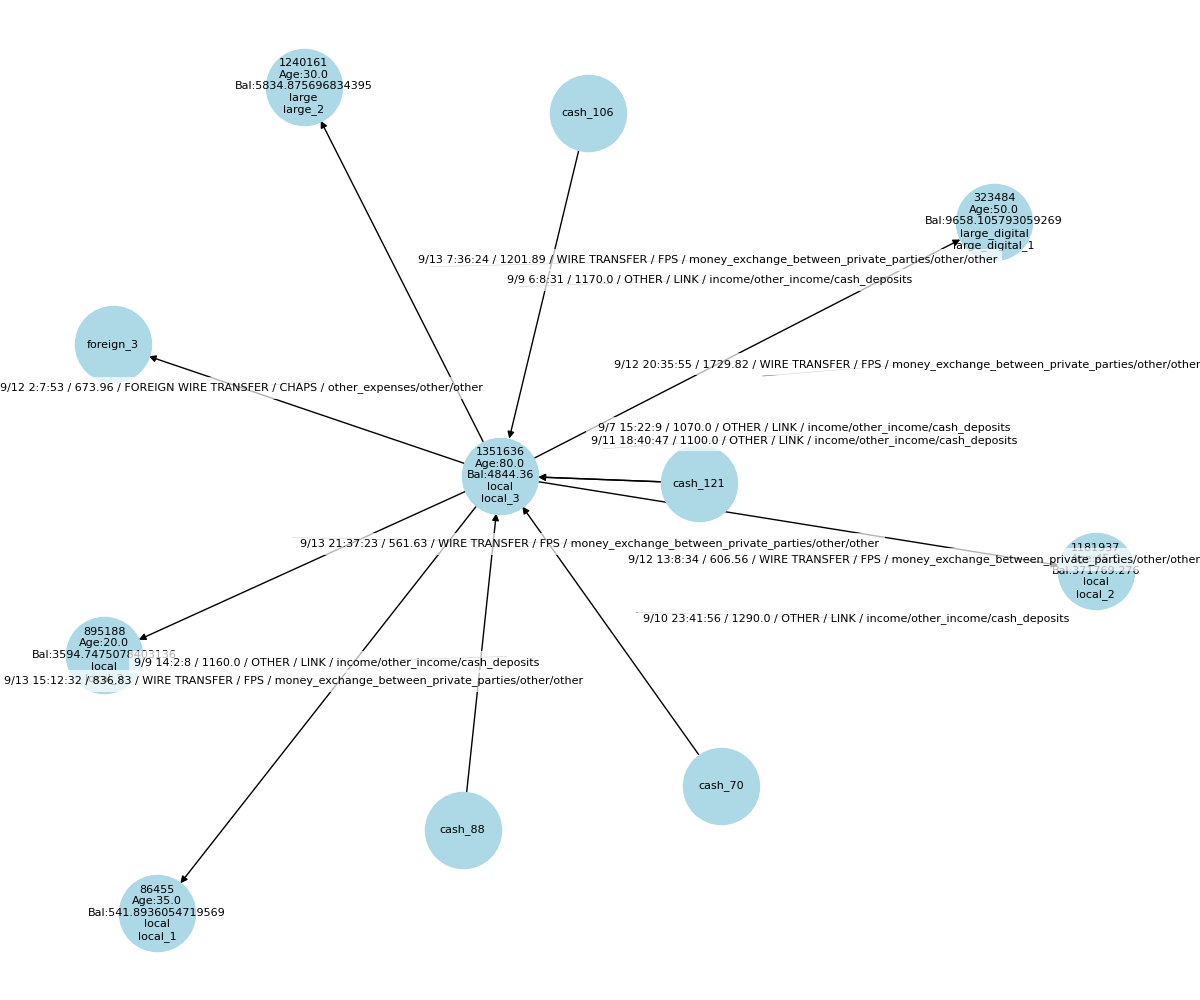 1240161
Age:30.0
Bal:5834.875696834395
large
large_2
cash_106
323484
Age:50.0
Bal:9658.105793059269
large_digital
large_digital_1
9/13 7:36:24 / 1201.89 / WIRE TRANSFER / FPS / money_exchange_between_private_parties/other/other
9/9 6:8:31 / 1170.0 / OTHER / LINK / income/other_income/cash_deposits
foreign_3
9/12 20:35:55 / 1729.82 / WIRE TRANSFER / FPS / money_exchange_between_private_parties/other/other
9/12 2:7:53 / 673.96 / FOREIGN WIRE TRANSFER / CHAPS / other_expenses/other/other
9/7 15:22:9 / 1070.0 / OTHER / LINK / income/other_income/cash_deposits
9/11 18:40:47 / 1100.0 / OTHER / LINK / income/other_income/cash_deposits
1351636
Age:80.0
Bal:4844.36
local
local_3
cash_121
9/13 21:37:23 / 561.63 / WIRE TRANSFER / FPS / money_exchange_between_private_parties/other/other
1181937
9/12 13:8:34 / 606.56 / WIRE TRANSFER / FPS / money_exchange_between_private_parties/other/other
Bal:371769.276
local
local_2
9/10 23:41:56 / 1290.0 / OTHER / LINK / income/other_income/cash_deposits
895188
Age:20.0
Bal:3594.7475078403136
local
9/9 14:2:8 / 1160.0 / OTHER / LINK / income/other_income/cash_deposits
9/13 15:12:32 / 836.83 / WIRE TRANSFER / FPS / money_exchange_between_private_parties/other/other
cash_70
cash_88
86455
Age:35.0
Bal:541.8936054719569
local
local_1